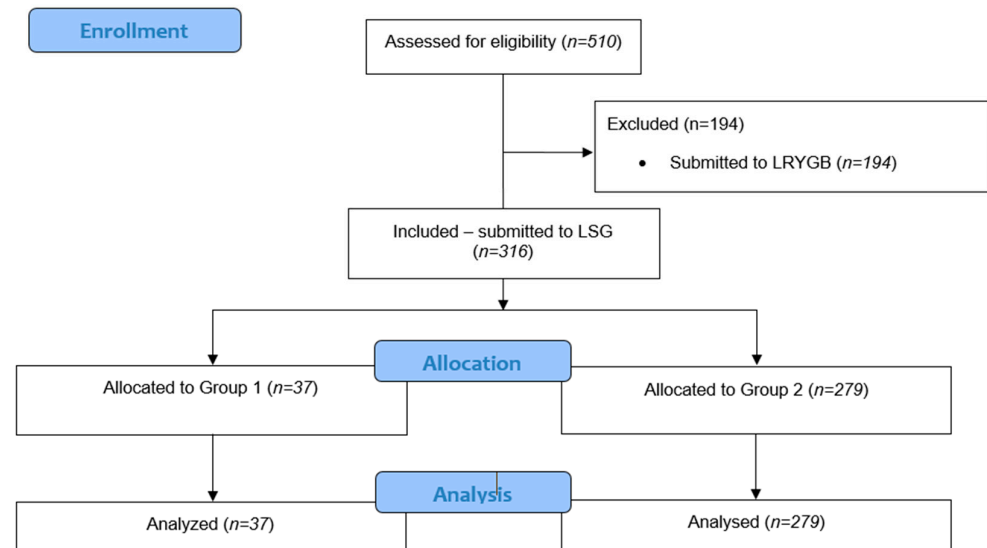 Enrollment
Assessed for eligibility (n=510)
Excluded (n=194)
• Submitted to LRYGB (n=194)
Included – submitted to LSG
(n=316)
Allocation
Allocated to Group 1 (n=37)
Allocated to Group 2 (n=279)
Analysis
Analyzed (n=37)
Analysed (n=279)